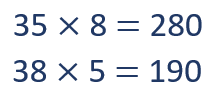 35 × 8 = 280
38 × 5 = 190